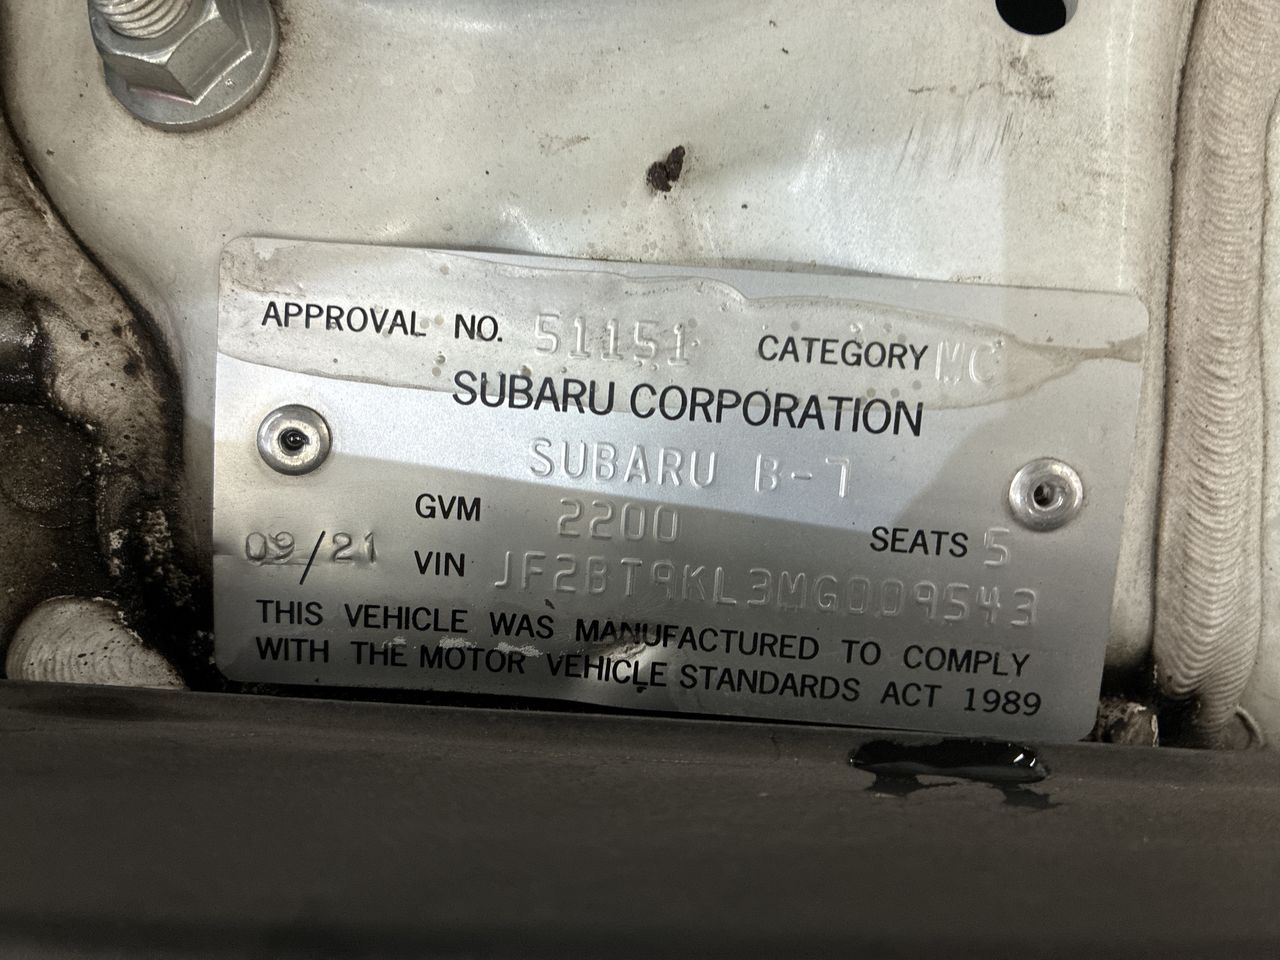 APPROVAL NO. 51151 CATEGORY MC
SUBARU CORPORATION
SUBARU B-7
GVM 2200 SEATS 5
09/21 VIN JF2BT9KL3MG009543
THIS VEHICLE WAS MANUFACTURED TO COMPLY
WITH THE MOTOR VEHICLE STANDARDS ACT 1989